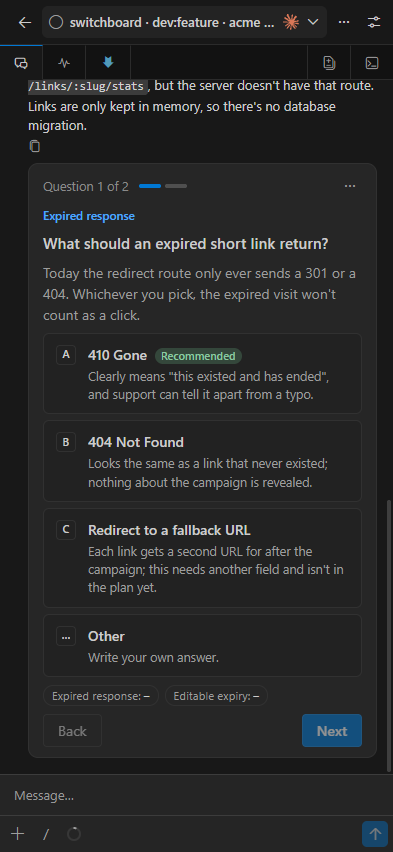 switchboard · dev:feature · acme ...
/links/:slug/stats, but the server doesn't have that route.
Links are only kept in memory, so there's no database
migration.
Question 1 of 2
Expired response
What should an expired short link return?
Today the redirect route only ever sends a 301 or a
404. Whichever you pick, the expired visit won't
count as a click.
A 410 Gone Recommended
Clearly means "this existed and has ended",
and support can tell it apart from a typo.
B 404 Not Found
Looks the same as a link that never existed;
nothing about the campaign is revealed.
C Redirect to a fallback URL
Each link gets a second URL for after the
campaign; this needs another field and isn't in
the plan yet.
... Other
Write your own answer.
Expired response: – Editable expiry: –
Back Next
Message...
/